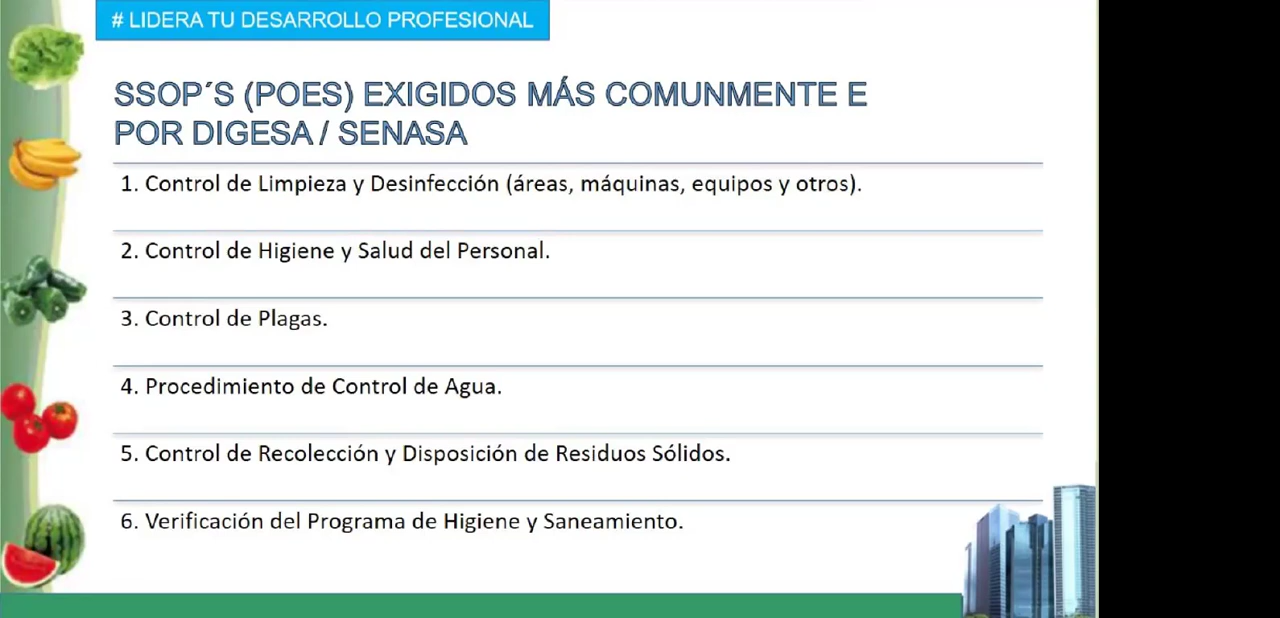 # LIDERA TU DESARROLLO PROFESIONAL
SSOP´S (POES) EXIGIDOS MÁS COMUNMENTE E
POR DIGESA / SENASA
1. Control de Limpieza y Desinfección (áreas, máquinas, equipos y otros).
2. Control de Higiene y Salud del Personal.
3. Control de Plagas.
4. Procedimiento de Control de Agua.
5. Control de Recolección y Disposición de Residuos Sólidos.
6. Verificación del Programa de Higiene y Saneamiento.